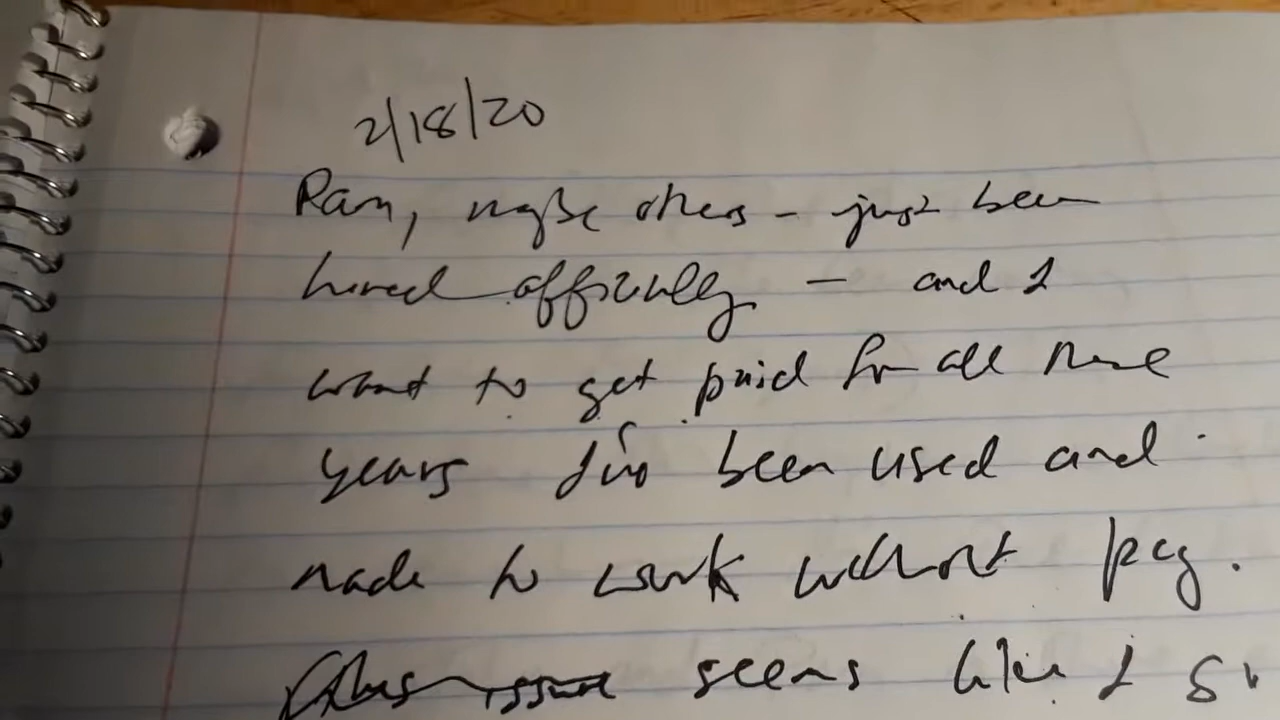 2/18/20
Pam, maybe others - just been
hired officially - and I
want to get paid for all these
years I've been used and
made to work without pay.
seems like I